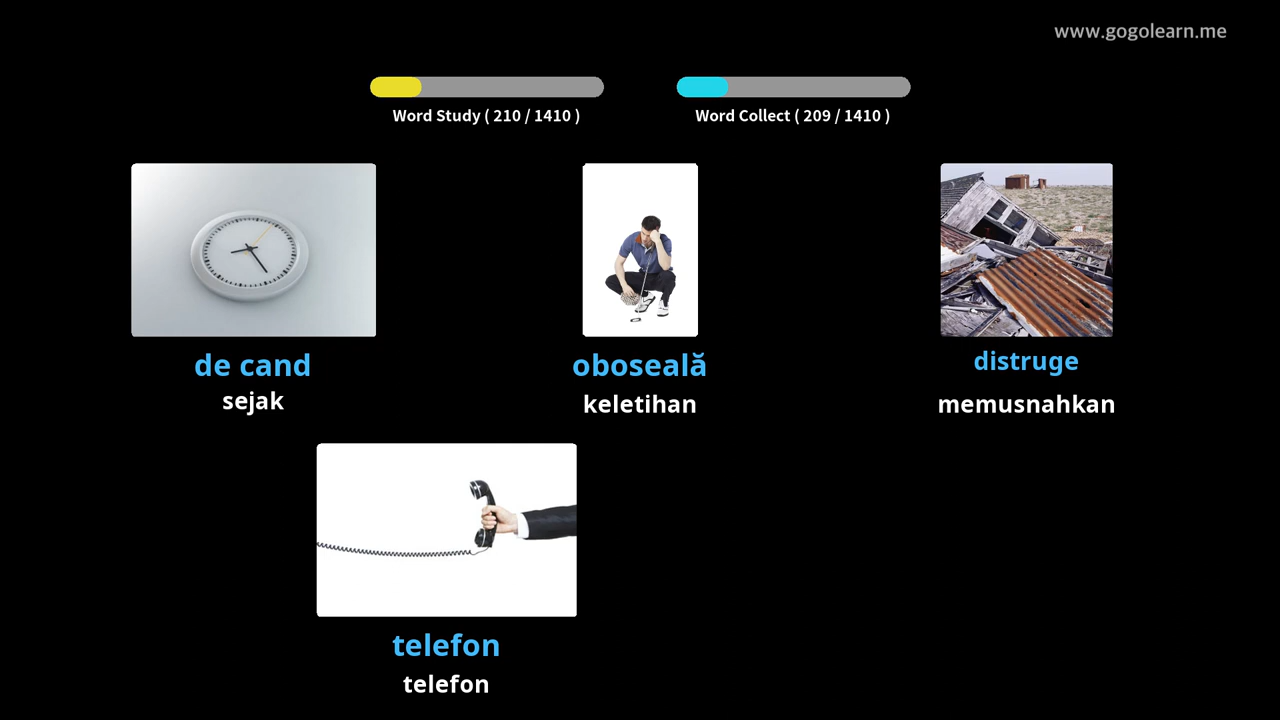 www.gogolearn.me
Word Study ( 210 / 1410 )
Word Collect ( 209 / 1410 )
de cand
sejak
oboseală
keletihan
distruge
memusnahkan
telefon
telefon